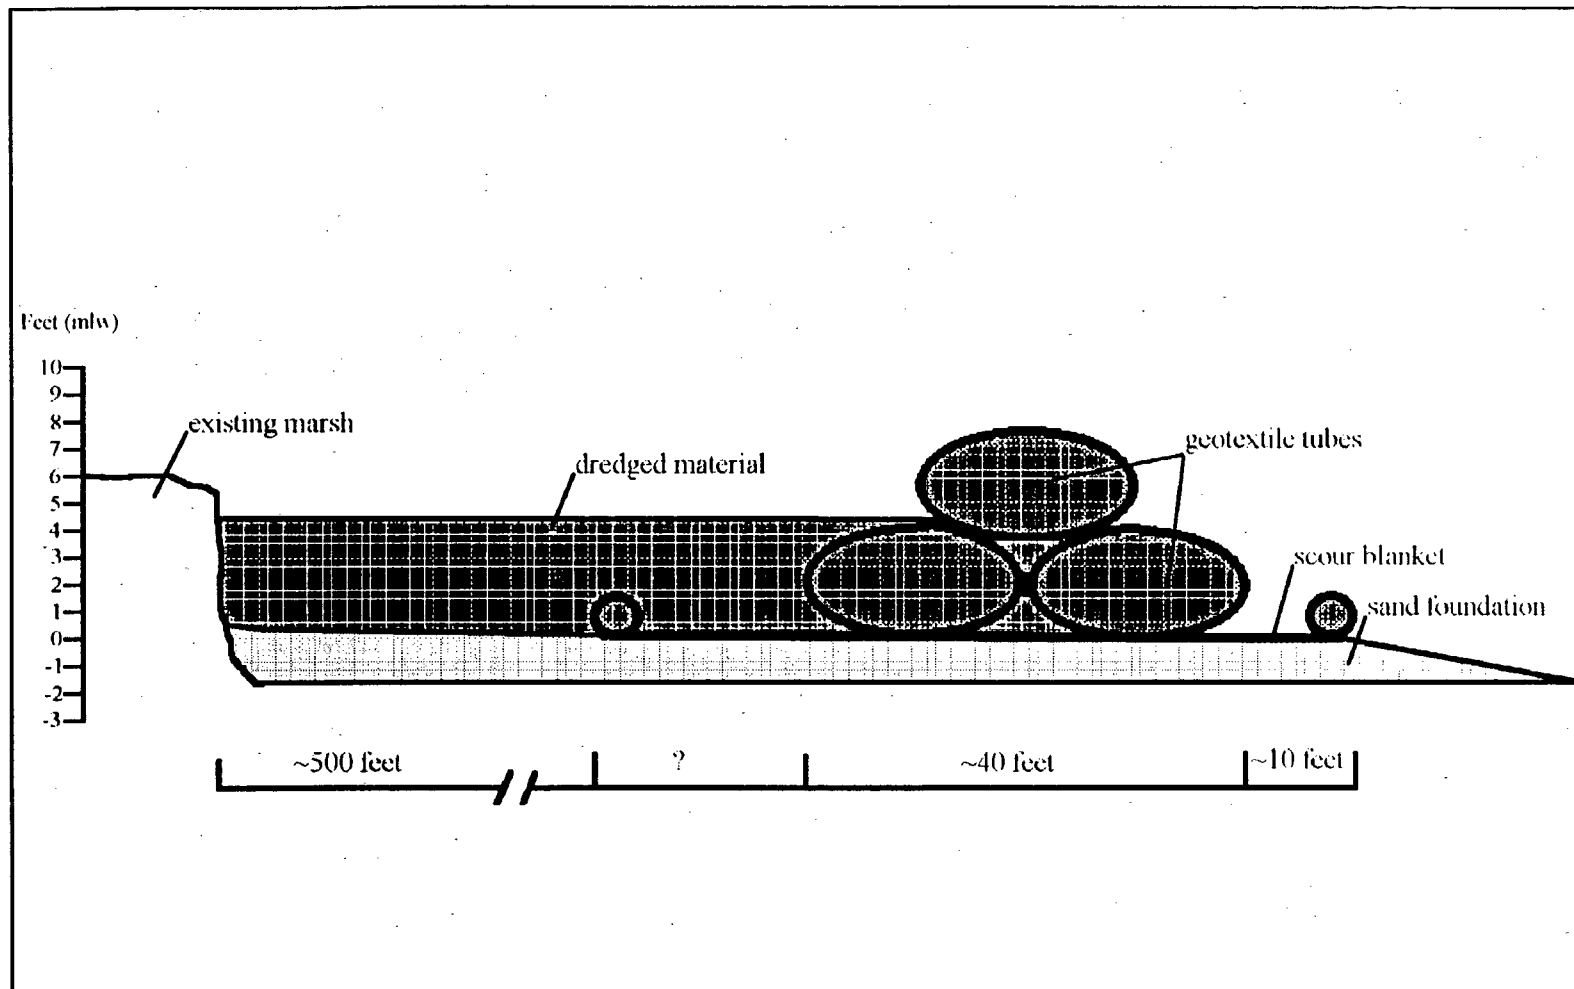 Feet (mlw)
10
9
8
7
6
5
4
3
2
1
0
-1
-2
-3
existing marsh
dredged material
geotextile tubes
scour blanket
sand foundation
~500 feet
?
~40 feet
~10 feet